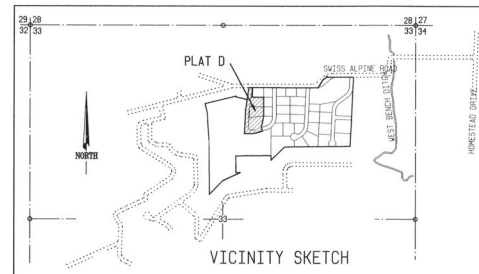 29 28
32 33
28 27
33 34
PLAT D
SWISS ALPINE ROAD
WEST BENCH DITCH
HOMESTEAD DRIVE
NORTH
33
VICINITY SKETCH